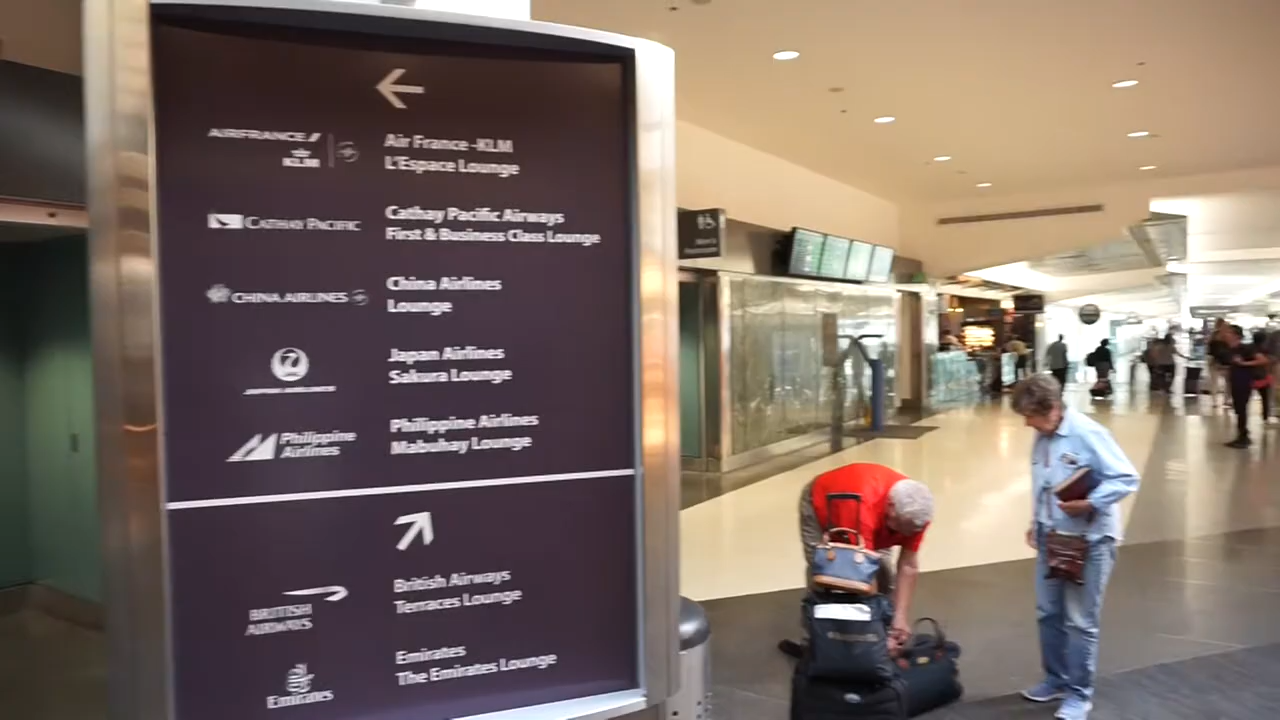 AIRFRANCE
KLM
Air France -KLM
L'Espace Lounge
CATHAY PACIFIC
Cathay Pacific Airways
First & Business Class Lounge
CHINA AIRLINES
China Airlines
Lounge
Japan Airlines
Sakura Lounge
Philippine
Airlines
Philippine Airlines
Mabuhay Lounge
BRITISH
AIRWAYS
British Airways
Terraces Lounge
Emirates
Emirates
The Emirates Lounge